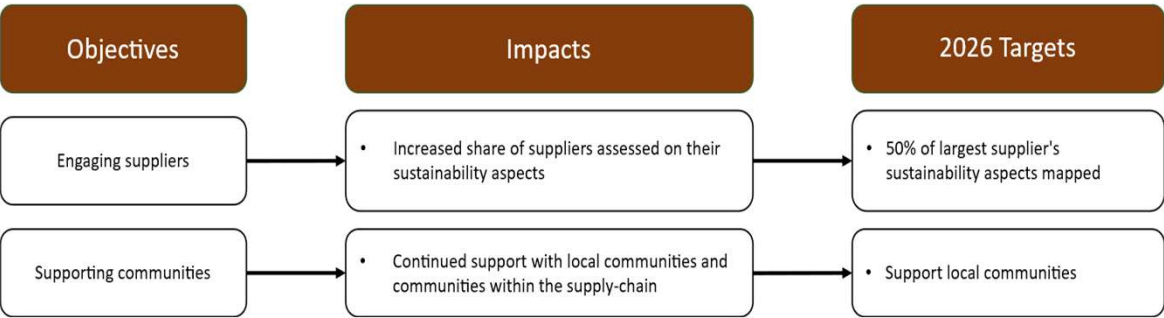 Objectives
Impacts
2026 Targets
Engaging suppliers
• Increased share of suppliers assessed on their
sustainability aspects
• 50% of largest supplier's
sustainability aspects mapped
Supporting communities
• Continued support with local communities and
communities within the supply-chain
• Support local communities